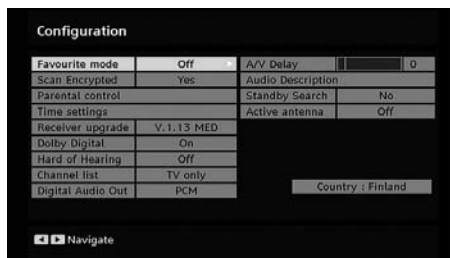 Configuration
Favourite mode Off
Scan Encrypted Yes
Parental control
Time settings
Receiver upgrade V.1.13 MED
Dolby Digital On
Hard of Hearing Off
Channel list TV only
Digital Audio Out PCM
A/V Delay 0
Audio Description
Standby Search No
Active antenna Off
Country : Finland
Navigate